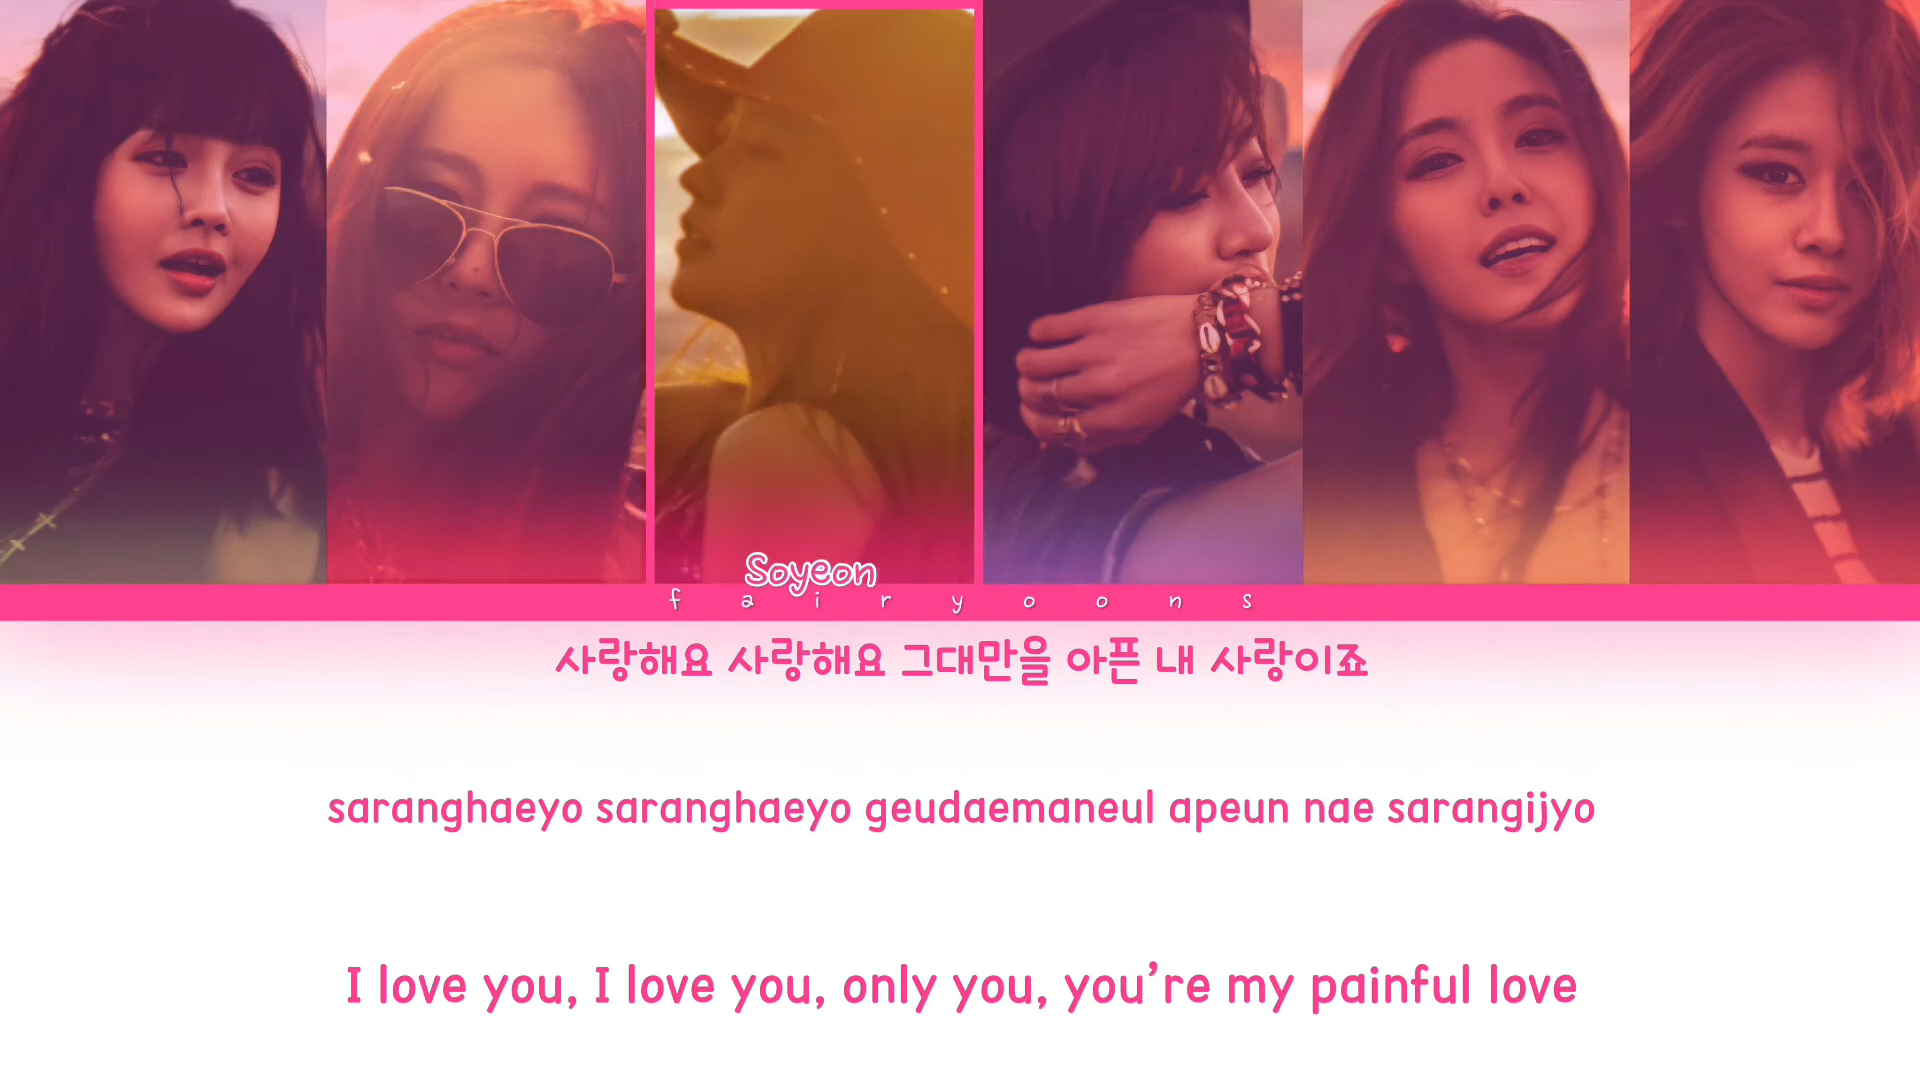 Soyeon
fairyoons
사랑해요 사랑해요 그대만을 아픈 내 사랑이죠
saranghaeyo saranghaeyo geudaemaneul apeun nae sarangijyo
I love you, I love you, only you, you’re my painful love